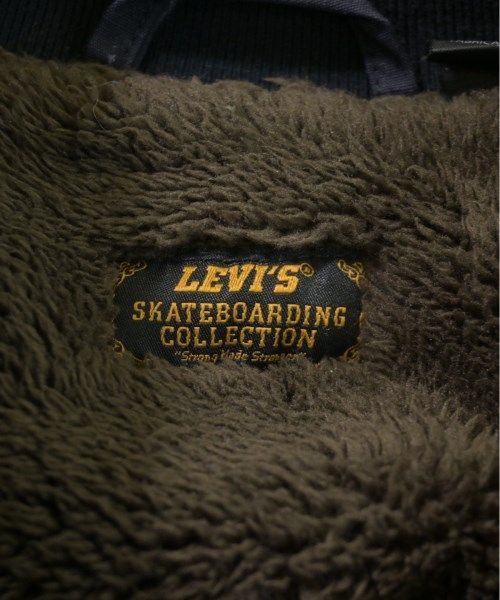 LEVI'S®
SKATEBOARDING
COLLECTION
"Strong Made Stronger"